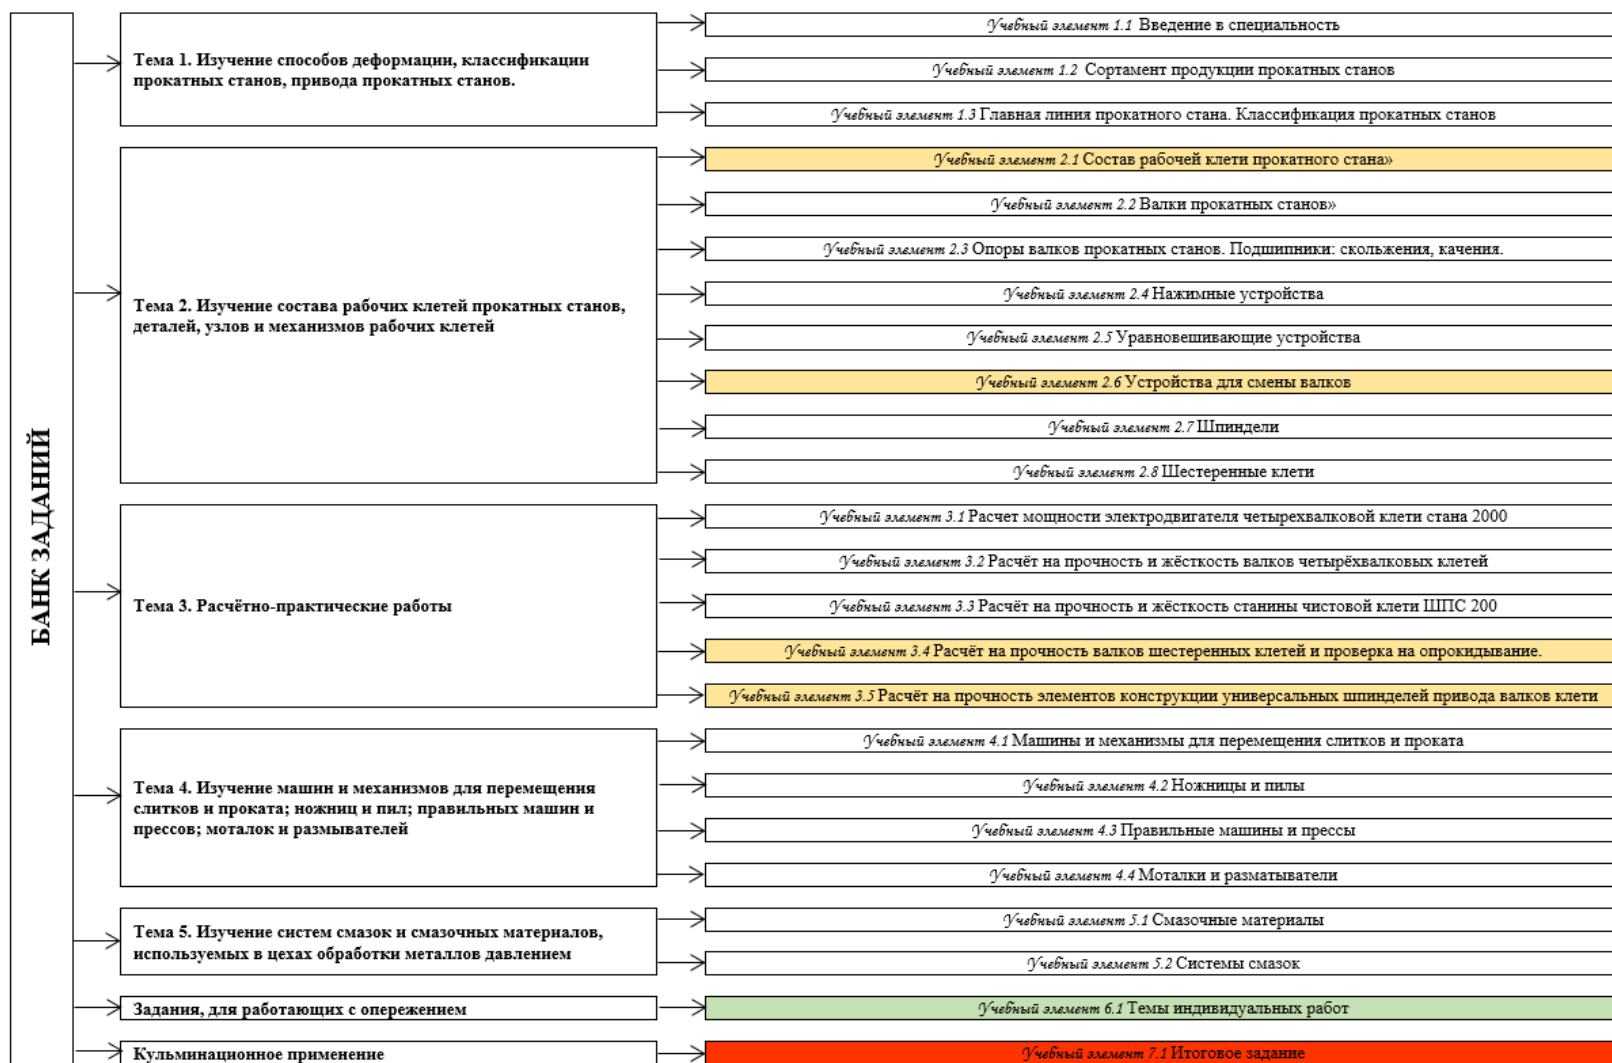 БАНК ЗАДАНИЙ
Тема 1. Изучение способов деформации, классификации
прокатных станов, привода прокатных станов.
Учебный элемент 1.1 Введение в специальность
Учебный элемент 1.2 Сортамент продукции прокатных станов
Учебный элемент 1.3 Главная линия прокатного стана. Классификация прокатных станов
Тема 2. Изучение состава рабочих клетей прокатных станов,
деталей, узлов и механизмов рабочих клетей
Учебный элемент 2.1 Состав рабочей клети прокатного стана»
Учебный элемент 2.2 Валки прокатных станов»
Учебный элемент 2.3 Опоры валков прокатных станов. Подшипники: скольжения, качения.
Учебный элемент 2.4 Нажимные устройства
Учебный элемент 2.5 Уравновешивающие устройства
Учебный элемент 2.6 Устройства для смены валков
Учебный элемент 2.7 Шпиндели
Учебный элемент 2.8 Шестеренные клети
Тема 3. Расчётно-практические работы
Учебный элемент 3.1 Расчет мощности электродвигателя четырехвалковой клети стана 2000
Учебный элемент 3.2 Расчёт на прочность и жёсткость валков четырёхвалковых клетей
Учебный элемент 3.3 Расчёт на прочность и жёсткость станины чистовой клети ШПС 200
Учебный элемент 3.4 Расчёт на прочность валков шестеренных клетей и проверка на опрокидывание.
Учебный элемент 3.5 Расчёт на прочность элементов конструкции универсальных шпинделей привода валков клети
Тема 4. Изучение машин и механизмов для перемещения
слитков и проката; ножниц и пил; правильных машин и
прессов; моталок и размывателей
Учебный элемент 4.1 Машины и механизмы для перемещения слитков и проката
Учебный элемент 4.2 Ножницы и пилы
Учебный элемент 4.3 Правильные машины и прессы
Учебный элемент 4.4 Моталки и разматыватели
Тема 5. Изучение систем смазок и смазочных материалов,
используемых в цехах обработки металлов давлением
Учебный элемент 5.1 Смазочные материалы
Учебный элемент 5.2 Системы смазок
Задания, для работающих с опережением
Учебный элемент 6.1 Темы индивидуальных работ
Кульминационное применение
Учебный элемент 7.1 Итоговое задание